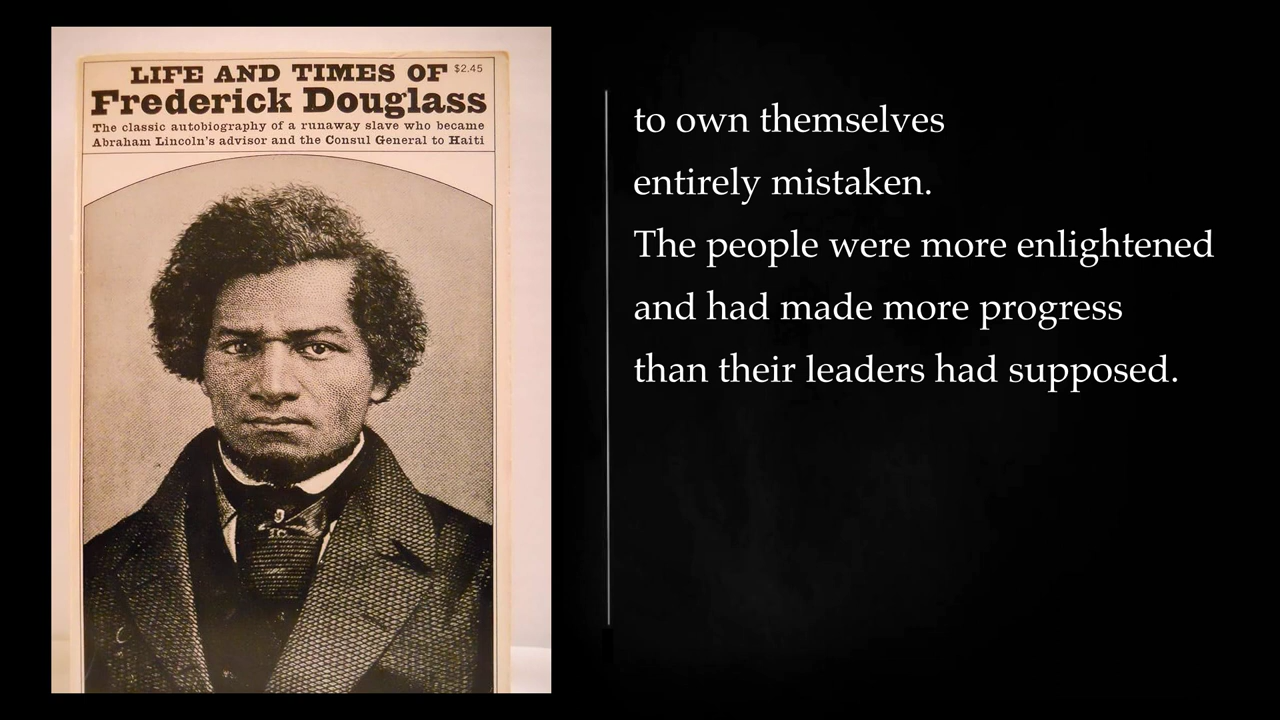 LIFE AND TIMES OF $2.45
Frederick Douglass
The classic autobiography of a runaway slave who became
Abraham Lincoln's advisor and the Consul General to Haiti
to own themselves
entirely mistaken.
The people were more enlightened
and had made more progress
than their leaders had supposed.